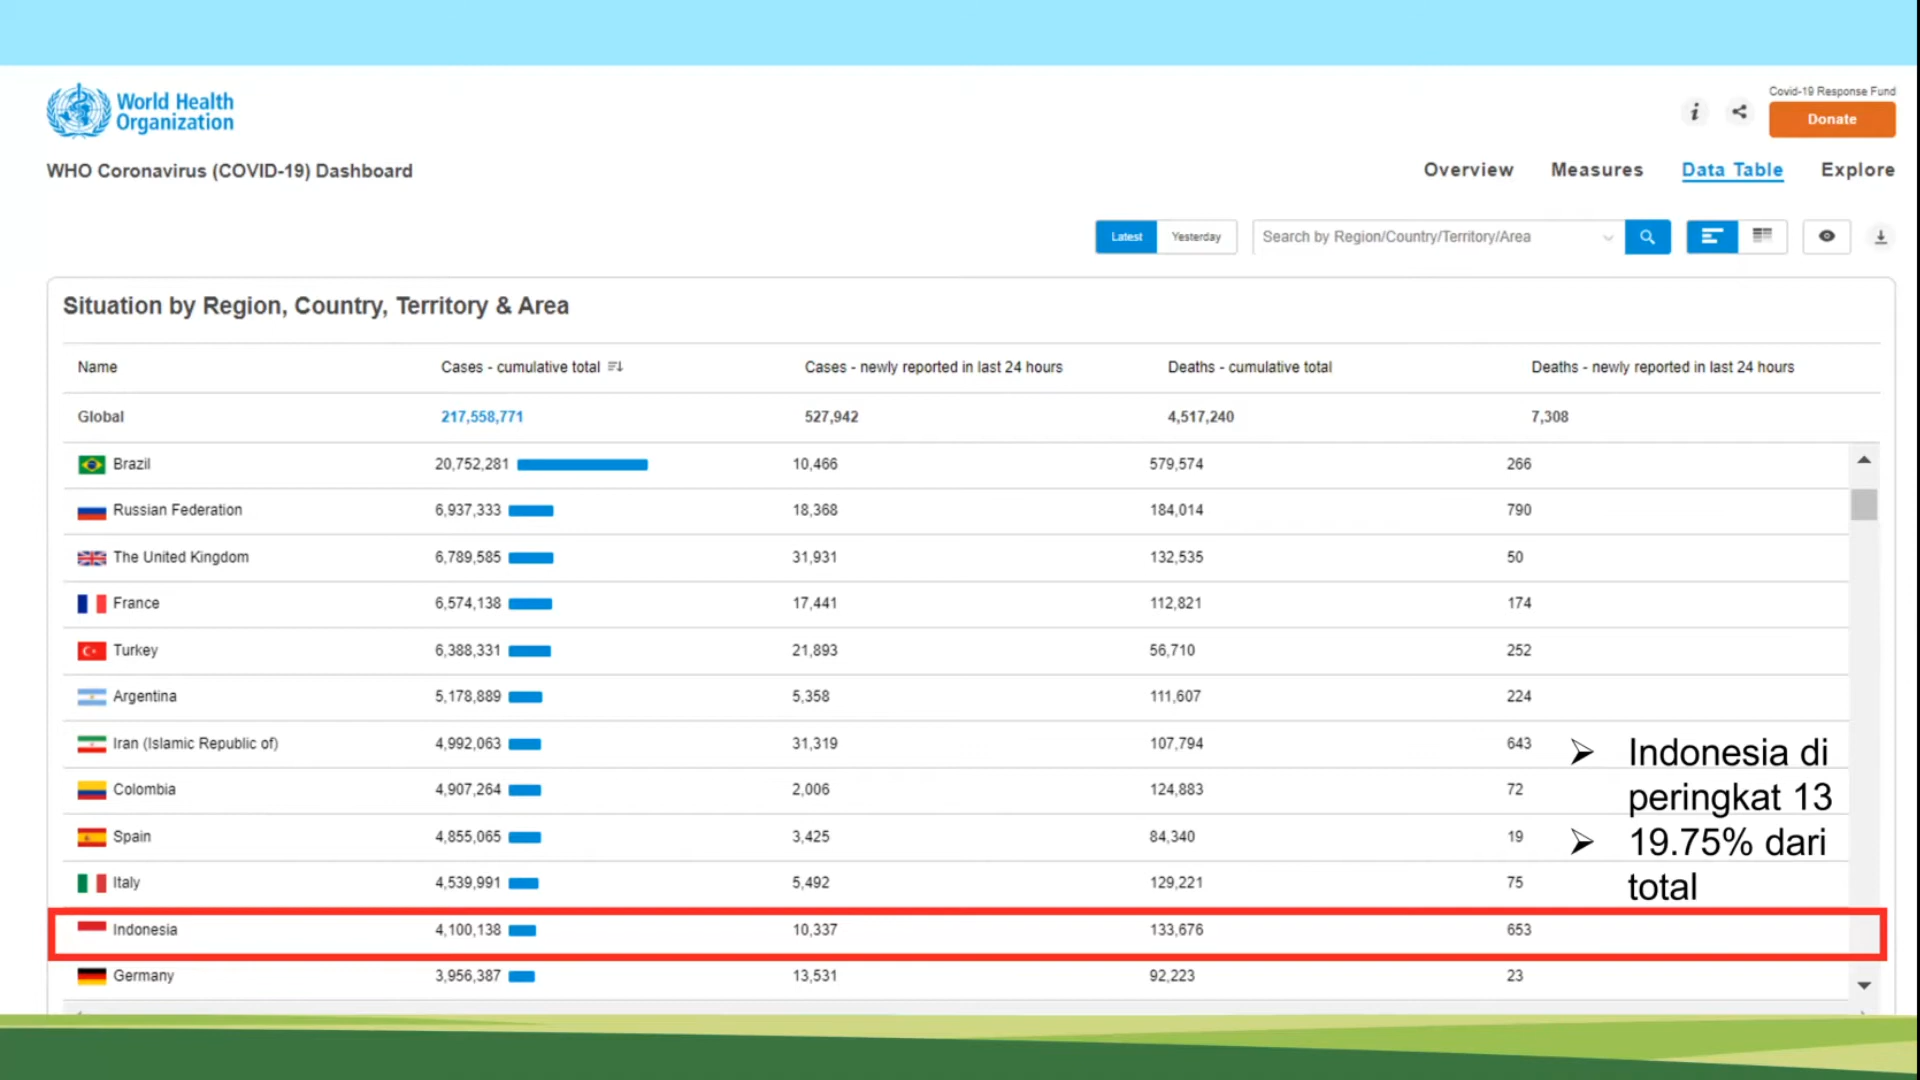 World Health
Organization
Covid-19 Response Fund
Donate
WHO Coronavirus (COVID-19) Dashboard
Overview Measures Data Table Explore
Latest Yesterday Search by Region/Country/Territory/Area
Situation by Region, Country, Territory & Area
Name Cases - cumulative total Cases - newly reported in last 24 hours Deaths - cumulative total Deaths - newly reported in last 24 hours
Global 217,558,771 527,942 4,517,240 7,308
Brazil 20,752,281 10,466 579,574 266
Russian Federation 6,937,333 18,368 184,014 790
The United Kingdom 6,789,585 31,931 132,535 50
France 6,574,138 17,441 112,821 174
Turkey 6,388,331 21,893 56,710 252
Argentina 5,178,889 5,358 111,607 224
Iran (Islamic Republic of) 4,992,063 31,319 107,794 643
Colombia 4,907,264 2,006 124,883 72
Spain 4,855,065 3,425 84,340 19
Italy 4,539,991 5,492 129,221 75
Indonesia 4,100,138 10,337 133,676 653
Germany 3,956,387 13,531 92,223 23
➢ Indonesia di
peringkat 13
➢ 19.75% dari
total